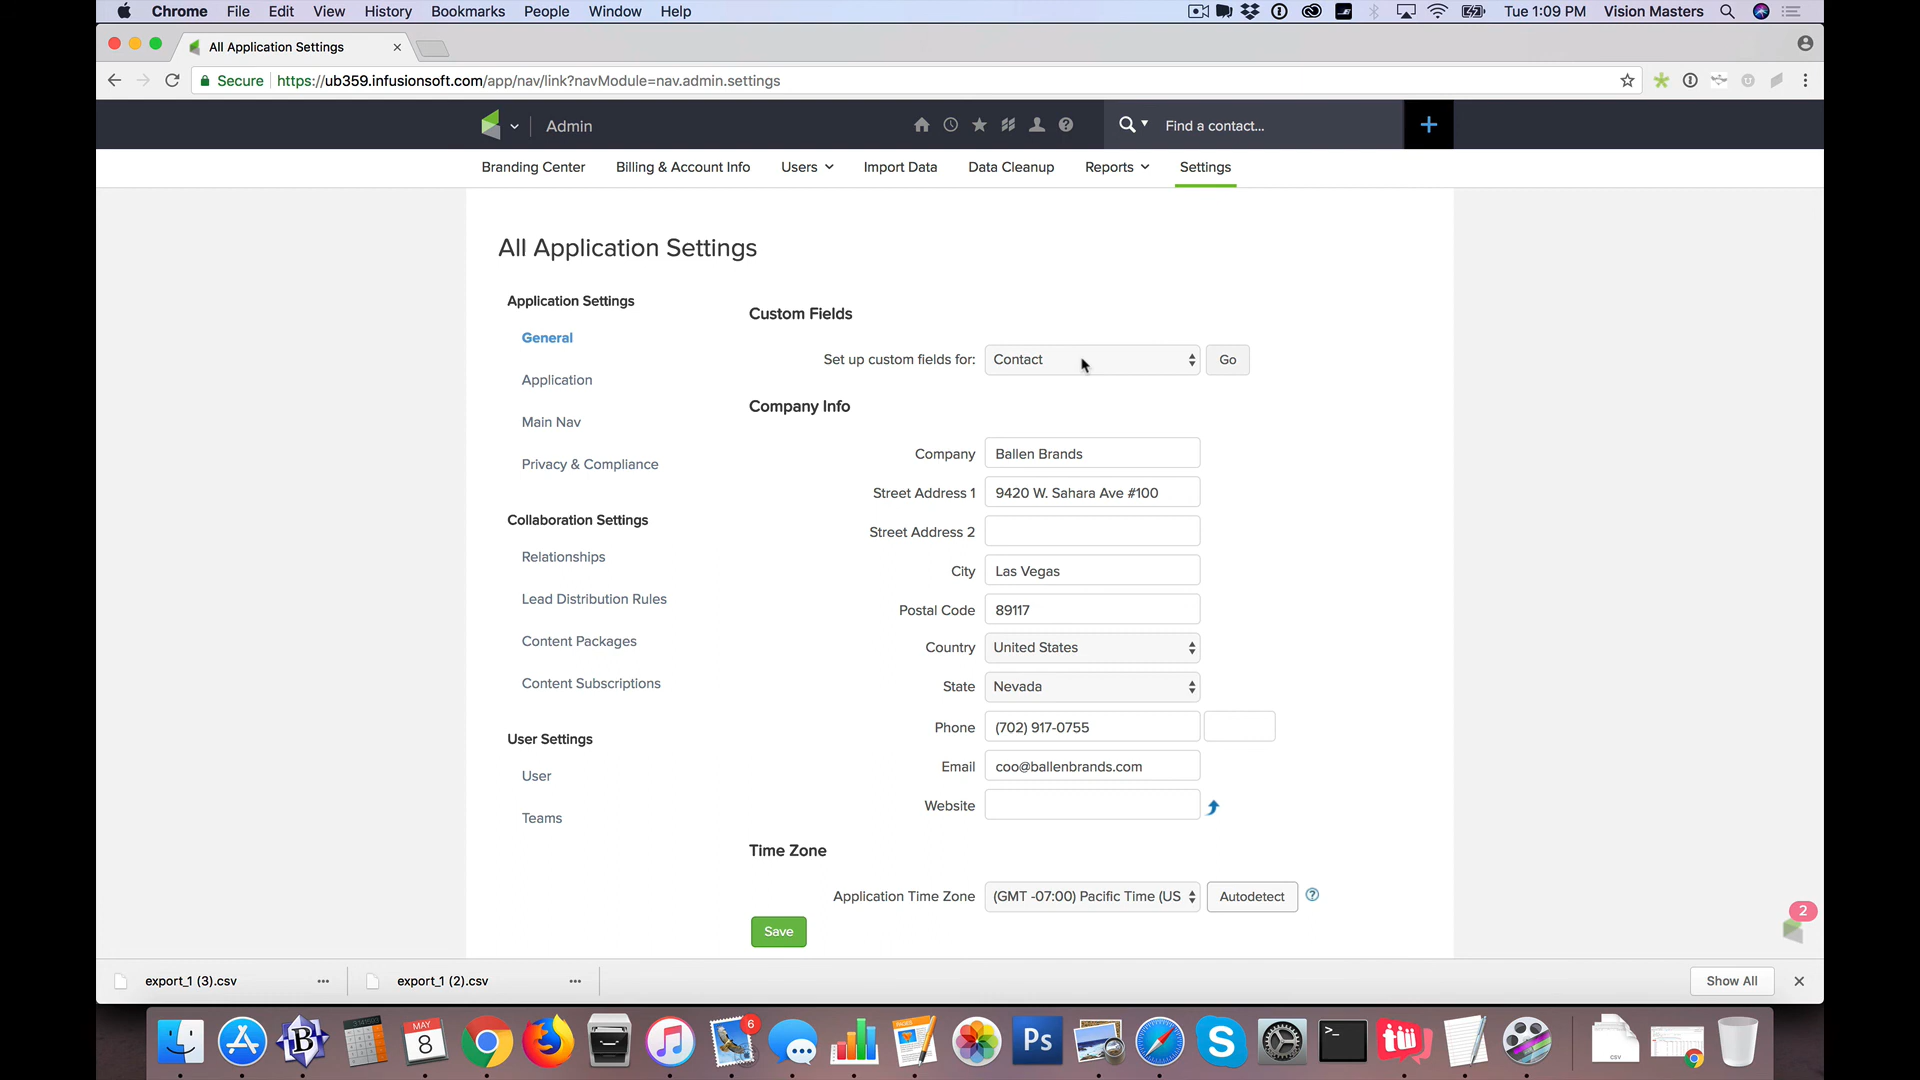 Chrome File Edit View History Bookmarks People Window Help Tue 1:09 PM Vision Masters
All Application Settings
Secure https://ub359.infusionsoft.com/app/nav/link?navModule=nav.admin.settings
Admin Find a contact...
Branding Center Billing & Account Info Users Import Data Data Cleanup Reports Settings
All Application Settings
Application Settings
General
Application
Main Nav
Privacy & Compliance
Collaboration Settings
Relationships
Lead Distribution Rules
Content Packages
Content Subscriptions
User Settings
User
Teams
Custom Fields
Set up custom fields for: Contact Go
Company Info
Company Ballen Brands
Street Address 1 9420 W. Sahara Ave #100
Street Address 2
City Las Vegas
Postal Code 89117
Country United States
State Nevada
Phone (702) 917-0755
Email coo@ballenbrands.com
Website
Time Zone
Application Time Zone (GMT -07:00) Pacific Time (US Autodetect
Save
2
export_1 (3).csv export_1 (2).csv Show All
MAY
8
6
Ps
CSV